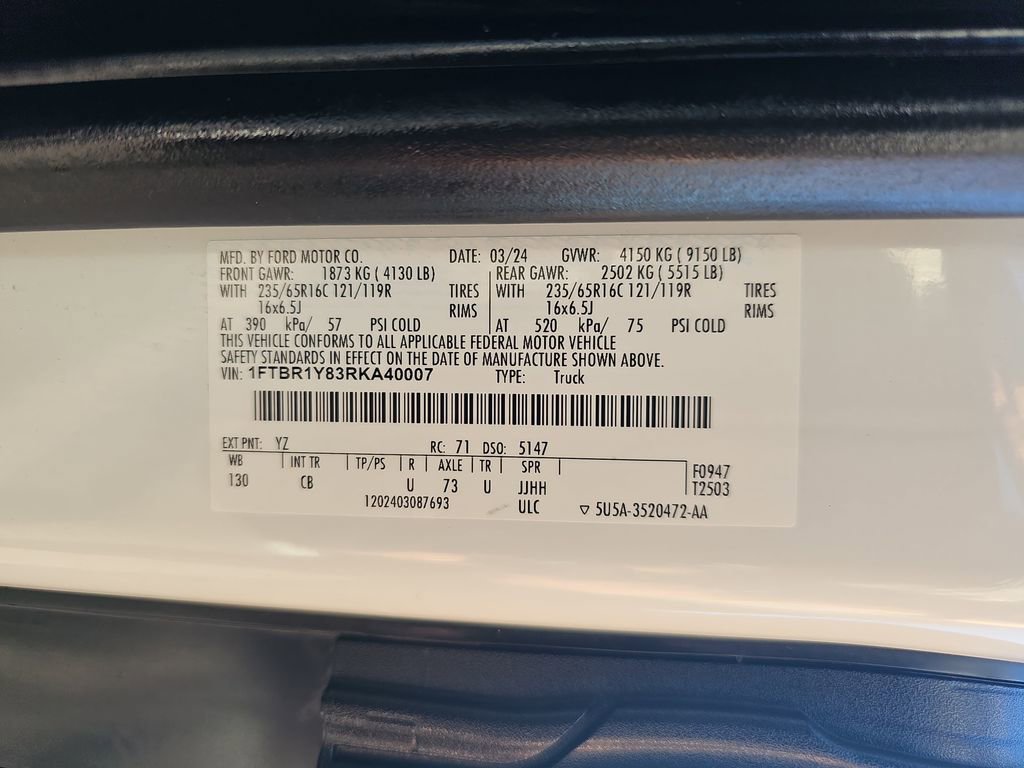 MFD. BY FORD MOTOR CO. DATE: 03/24 GVWR: 4150 KG ( 9150 LB)
FRONT GAWR: 1873 KG ( 4130 LB) REAR GAWR: 2502 KG ( 5515 LB)
WITH 235/65R16C 121/119R TIRES WITH 235/65R16C 121/119R TIRES
16x6.5J RIMS 16x6.5J RIMS
AT 390 kPa/ 57 PSI COLD AT 520 kPa/ 75 PSI COLD
THIS VEHICLE CONFORMS TO ALL APPLICABLE FEDERAL MOTOR VEHICLE
SAFETY STANDARDS IN EFFECT ON THE DATE OF MANUFACTURE SHOWN ABOVE.
VIN: 1FTBR1Y83RKA40007 TYPE: Truck
EXT PNT: YZ RC: 71 DSO: 5147
WB INT TR TP/PS R AXLE TR SPR F0947
130 CB U 73 U JJHH T2503
1202403087693 ULC ▽ 5U5A-3520472-AA